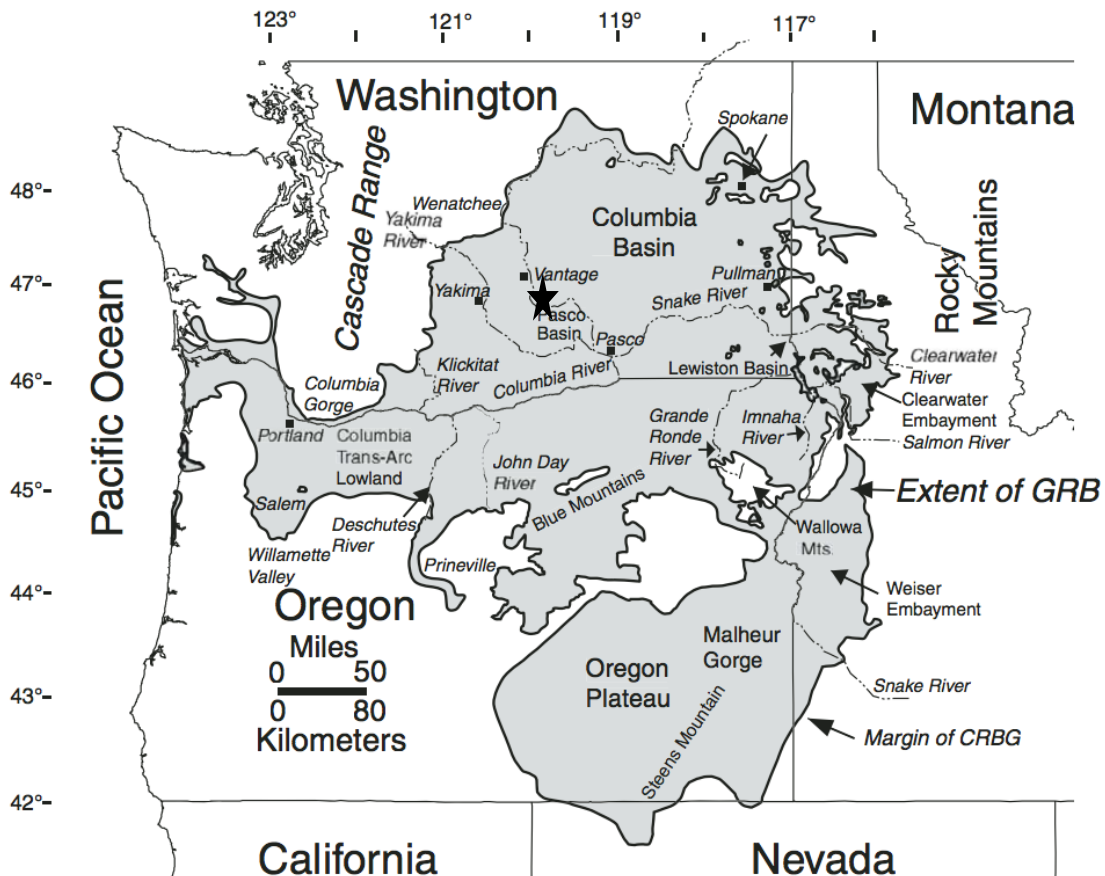 123°
121°
119°
117°
Washington
Montana
Spokane
48°
Cascade Range
Wenatchee
Yakima
River
Columbia
Basin
Rocky
Mountains
47°
Vantage
Pullman
Yakima
Snake River
Pasco
Basin
Pasco
Pacific Ocean
46°
Klickitat
River
Columbia River
Lewiston Basin
Clearwater
River
Columbia
Gorge
Clearwater
Embayment
Grande
Ronde
River
Imnaha
River
Salmon River
Portland
Columbia
Trans-Arc
Lowland
John Day
River
45°
Salem
Blue Mountains
Extent of GRB
Deschutes
River
Wallowa
Mts.
Willamette
Valley
Prineville
44°
Oregon
Weiser
Embayment
Miles
0 50
0 80
Kilometers
Malheur
Gorge
Oregon
Plateau
43°
Snake River
Steens Mountain
Margin of CRBG
42°
California
Nevada